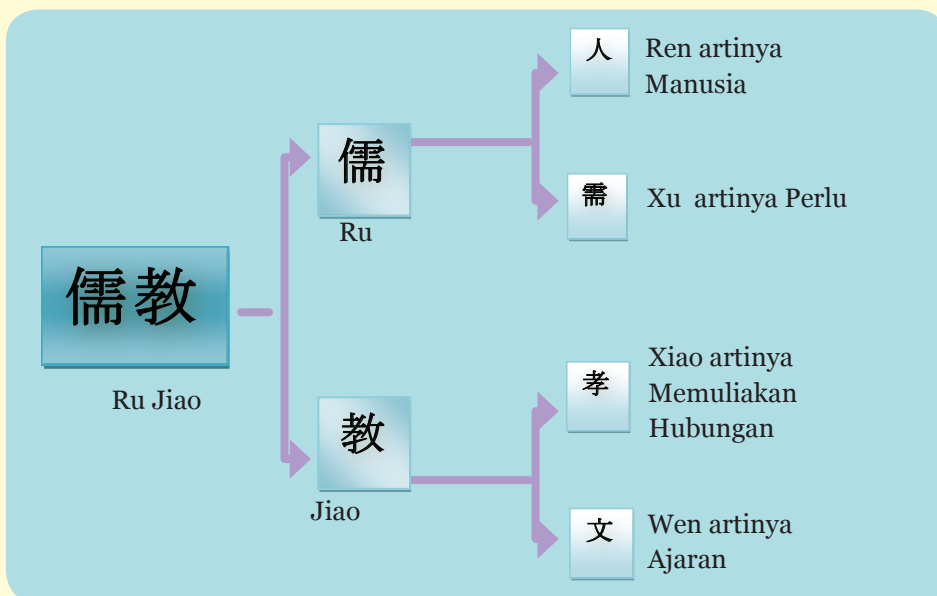 儒教
Ru Jiao
儒
Ru
人
Ren artinya
Manusia
需
Xu artinya Perlu
教
Jiao
孝
Xiao artinya
Memuliakan
Hubungan
文
Wen artinya
Ajaran